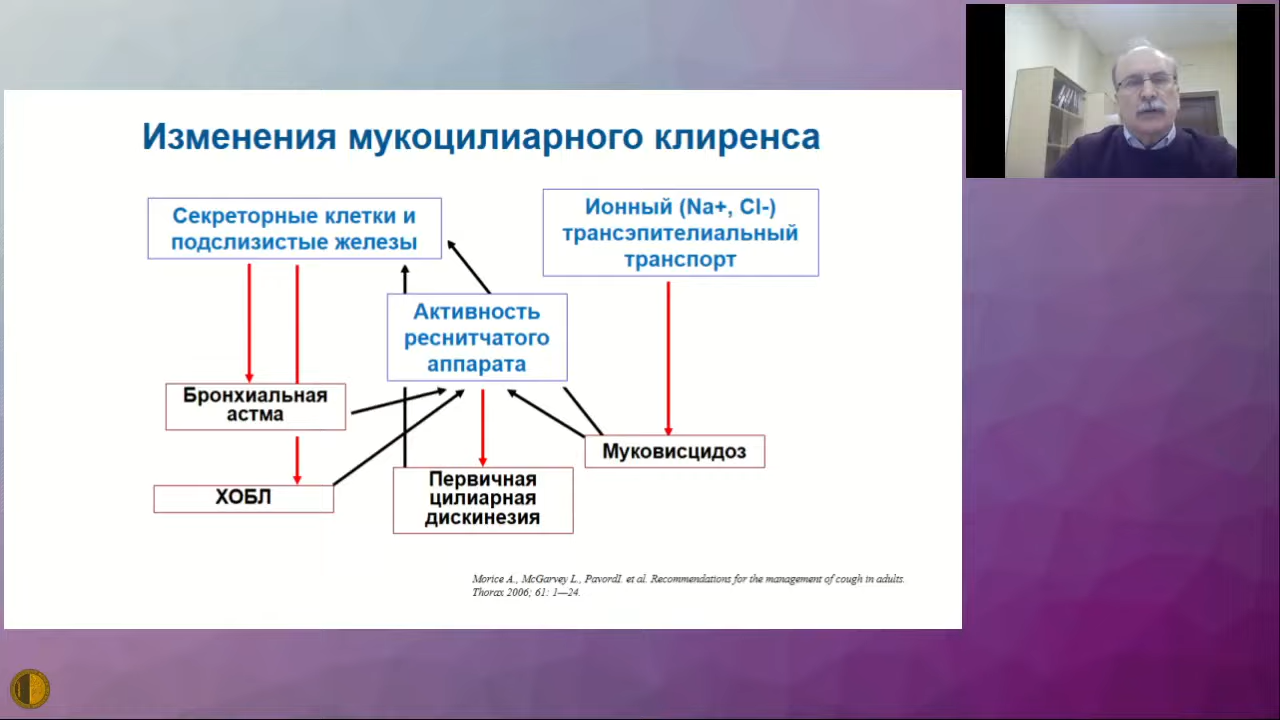 Изменения мукоцилиарного клиренса
Секреторные клетки и
подслизистые железы
Ионный (Na+, Cl-)
трансэпителиальный
транспорт
Активность
реснитчатого
аппарата
Бронхиальная
астма
Муковисцидоз
ХОБЛ
Первичная
цилиарная
дискинезия
Morice A., McGarvey L., PavordI. et al. Recommendations for the management of cough in adults.
Thorax 2006; 61: 1—24.